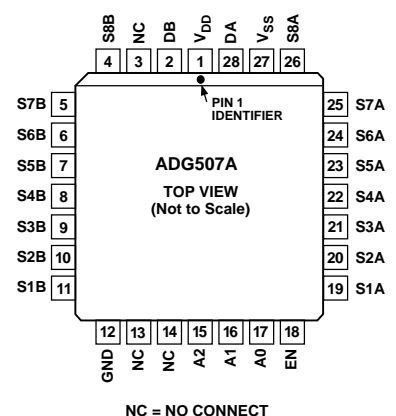 S8B NC DB VDD DA VSS S8A
4 3 2 1 28 27 26
PIN 1
IDENTIFIER
S7B 5
S6B 6
S5B 7
S4B 8
S3B 9
S2B 10
S1B 11
ADG507A
TOP VIEW
(Not to Scale)
25 S7A
24 S6A
23 S5A
22 S4A
21 S3A
20 S2A
19 S1A
12 13 14 15 16 17 18
GND NC NC A2 A1 A0 EN
NC = NO CONNECT